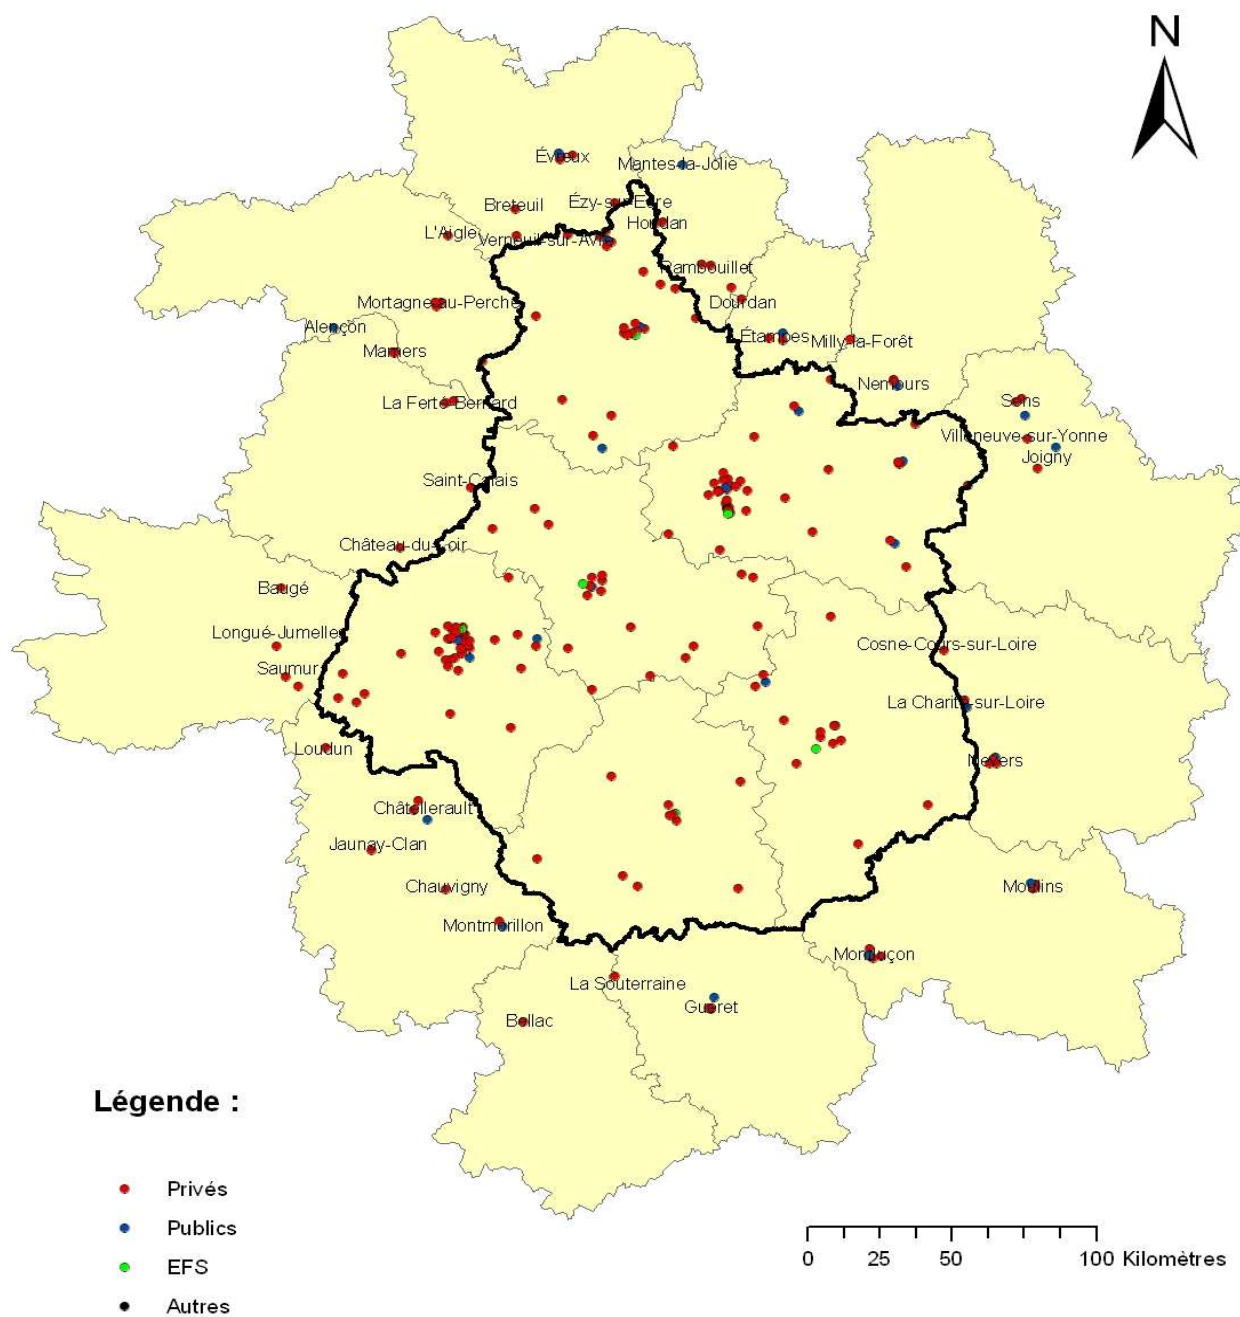 N
Évreux
Mantes-la-Jolie
Breteuil
Ézy-sur-Eure
L'Aigle
Verneuil-sur-Avre
Houdan
Rambouillet
Mortagne-au-Perche
Dourdan
Alençon
Étampes
Milly-la-Forêt
Mamers
Nemours
La Ferté-Bernard
Sens
Villeneuve-sur-Yonne
Joigny
Saint-Calais
Château-du-Loir
Baugé
Longué-Jumelles
Cosne-Cours-sur-Loire
Saumur
La Charité-sur-Loire
Loudun
Nevers
Châtellerault
Jaunay-Clan
Chauvigny
Moulins
Montmorillon
Montluçon
La Souterraine
Guéret
Bellac
Légende :
Privés
Publics
EFS
Autres
0 25 50 100 Kilomètres